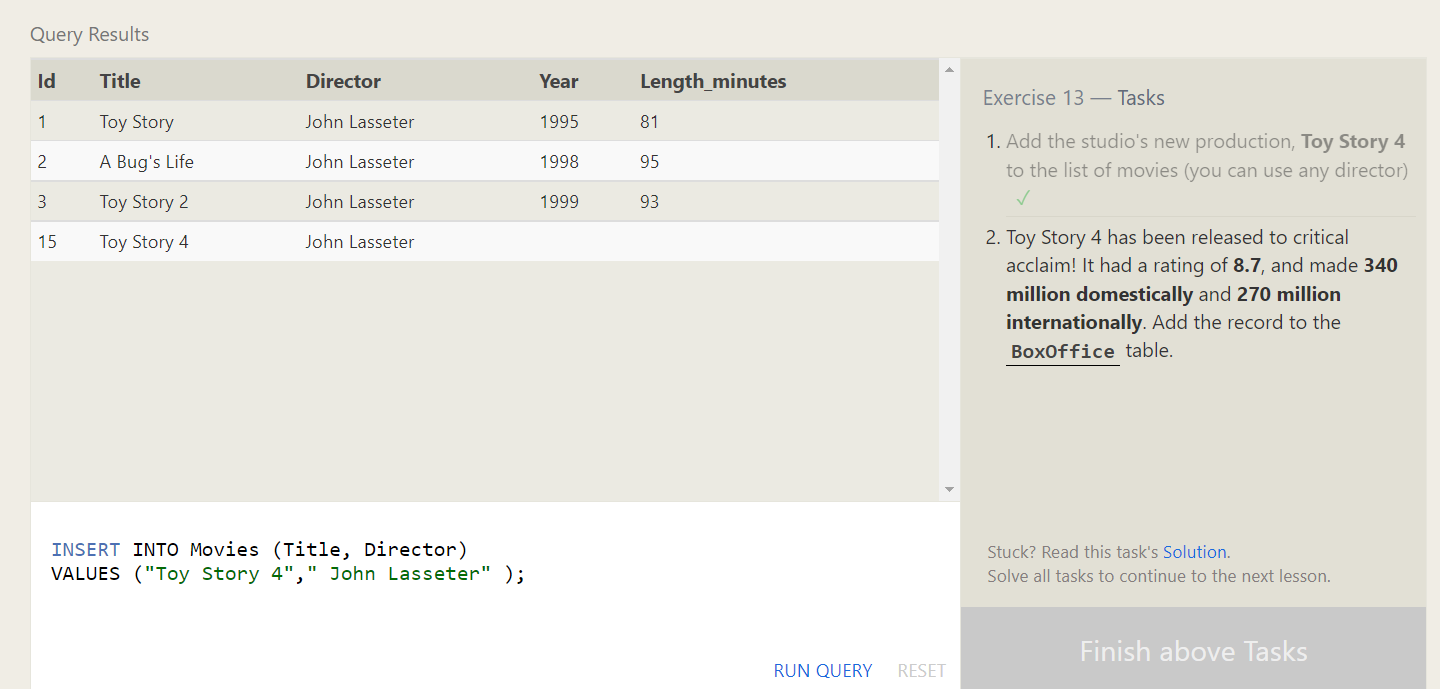 Query Results
Id Title Director Year Length_minutes
1 Toy Story John Lasseter 1995 81
2 A Bug's Life John Lasseter 1998 95
3 Toy Story 2 John Lasseter 1999 93
15 Toy Story 4 John Lasseter
INSERT INTO Movies (Title, Director)
VALUES ("Toy Story 4"," John Lasseter" );
RUN QUERY RESET
Exercise 13 — Tasks
1. Add the studio's new production, Toy Story 4
to the list of movies (you can use any director)
✓
2. Toy Story 4 has been released to critical
acclaim! It had a rating of 8.7, and made 340
million domestically and 270 million
internationally. Add the record to the
BoxOffice table.
Stuck? Read this task's Solution.
Solve all tasks to continue to the next lesson.
Finish above Tasks